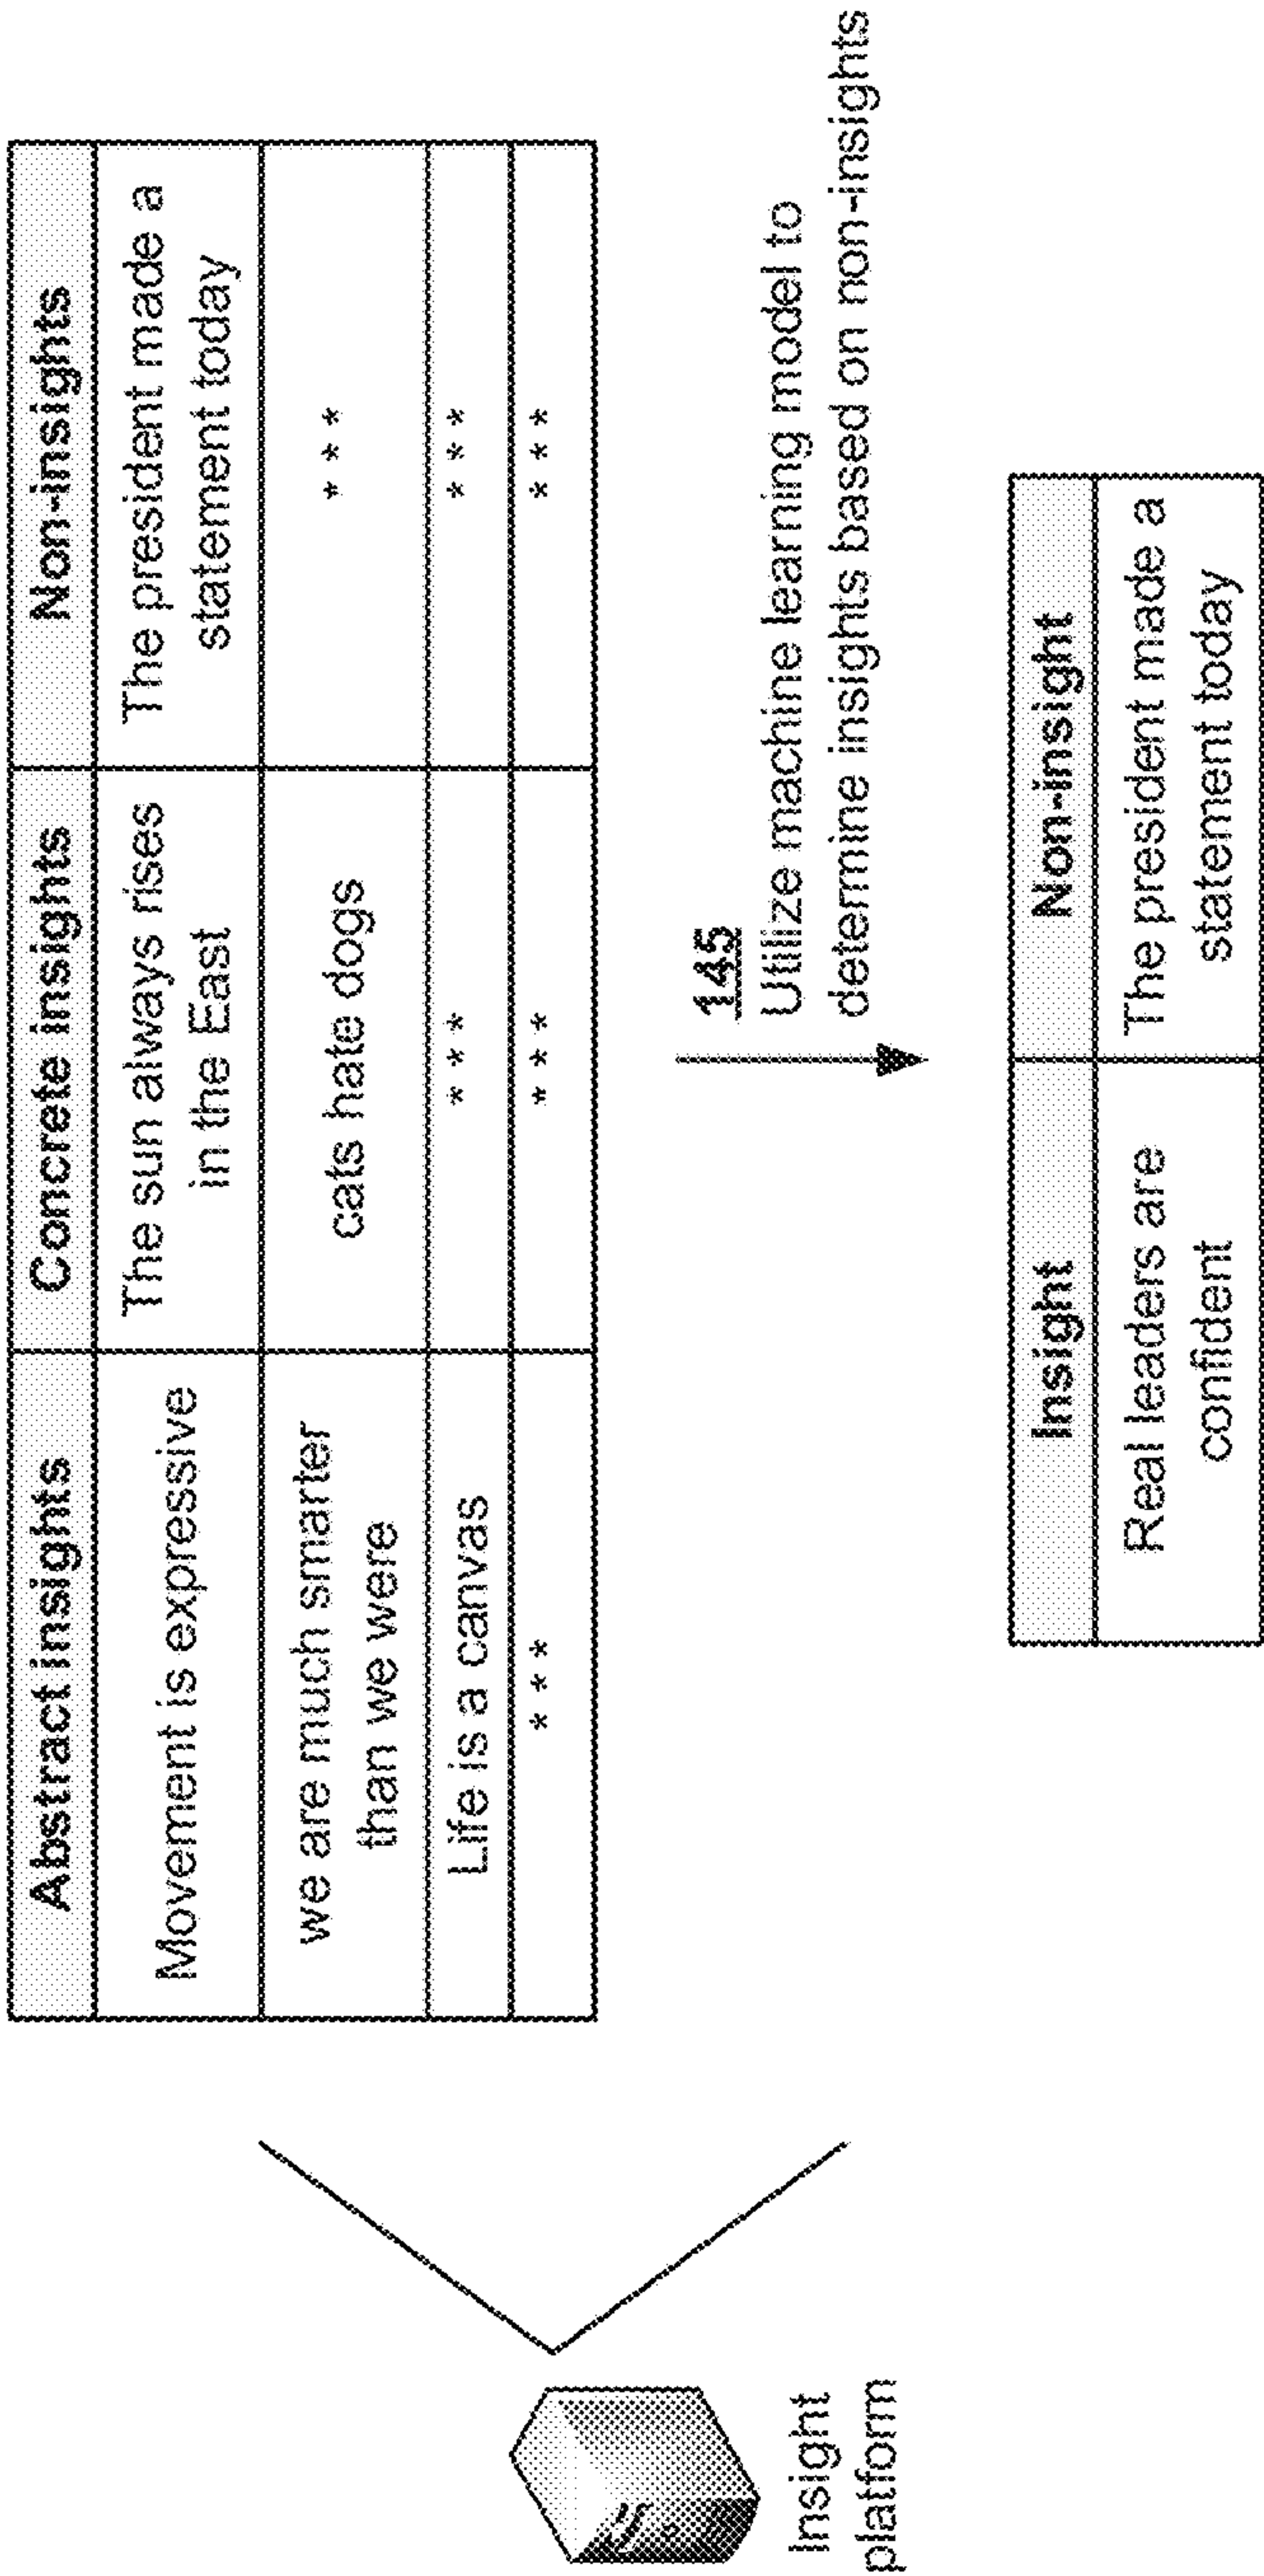 Abstract insights
Concrete insights
Non-insights
Movement is expressive
The sun always rises
in the East
The president made a
statement today
we are much smarter
than we were
cats hate dogs
***
Life is a canvas
***
***
***
***
***
145
Utilize machine learning model to
determine insights based on non-insights
Insight
platform
Insight
Non-insight
Real leaders are
confident
The president made a
statement today